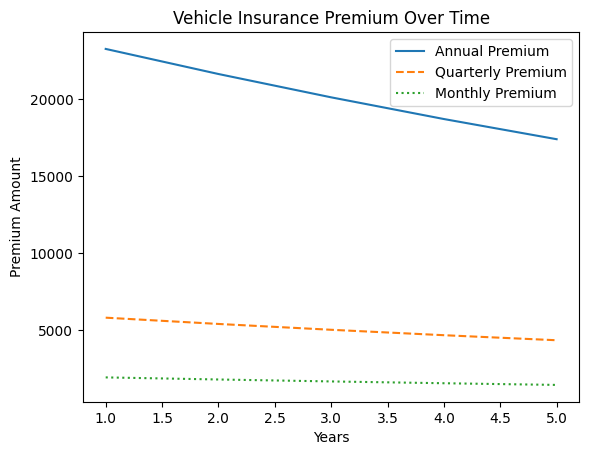 Vehicle Insurance Premium Over Time
Annual Premium
Quarterly Premium
Monthly Premium
Premium Amount
20000
15000
10000
5000
1.0 1.5 2.0 2.5 3.0 3.5 4.0 4.5 5.0
Years